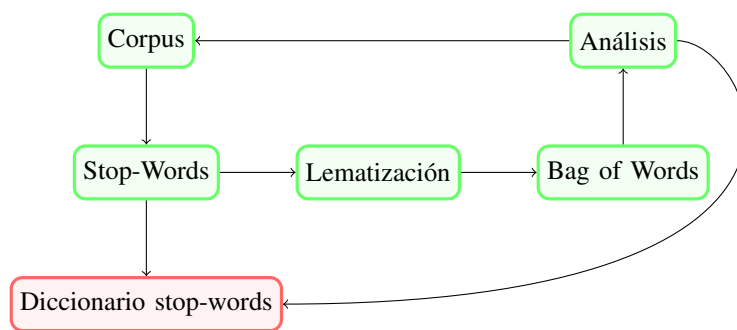 Corpus
Análisis
Stop-Words
Lematización
Bag of Words
Diccionario stop-words